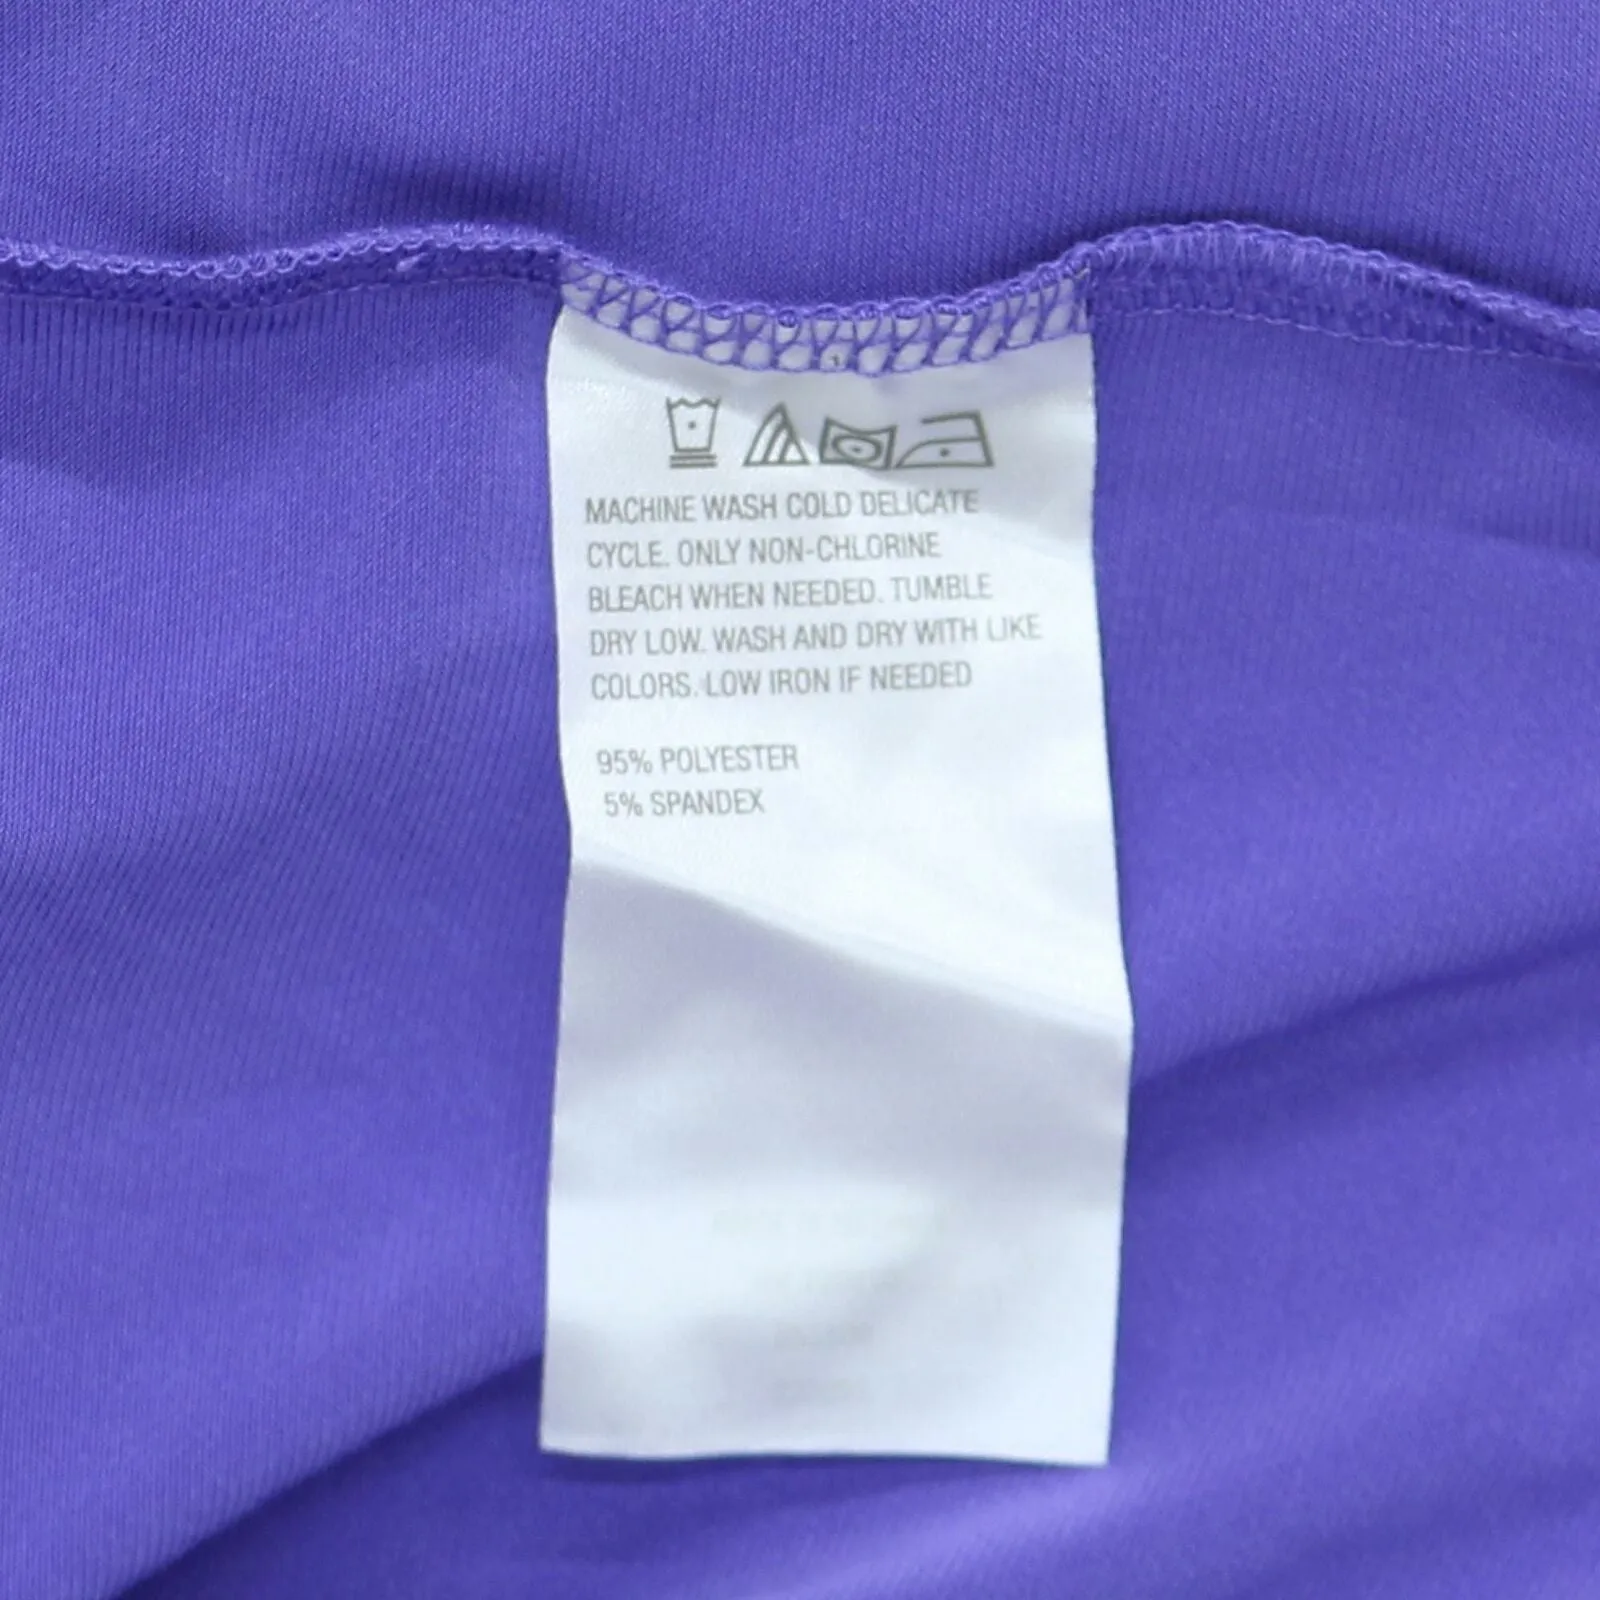 MACHINE WASH COLD DELICATE
CYCLE. ONLY NON-CHLORINE
BLEACH WHEN NEEDED. TUMBLE
DRY LOW. WASH AND DRY WITH LIKE
COLORS. LOW IRON IF NEEDED
95% POLYESTER
5% SPANDEX